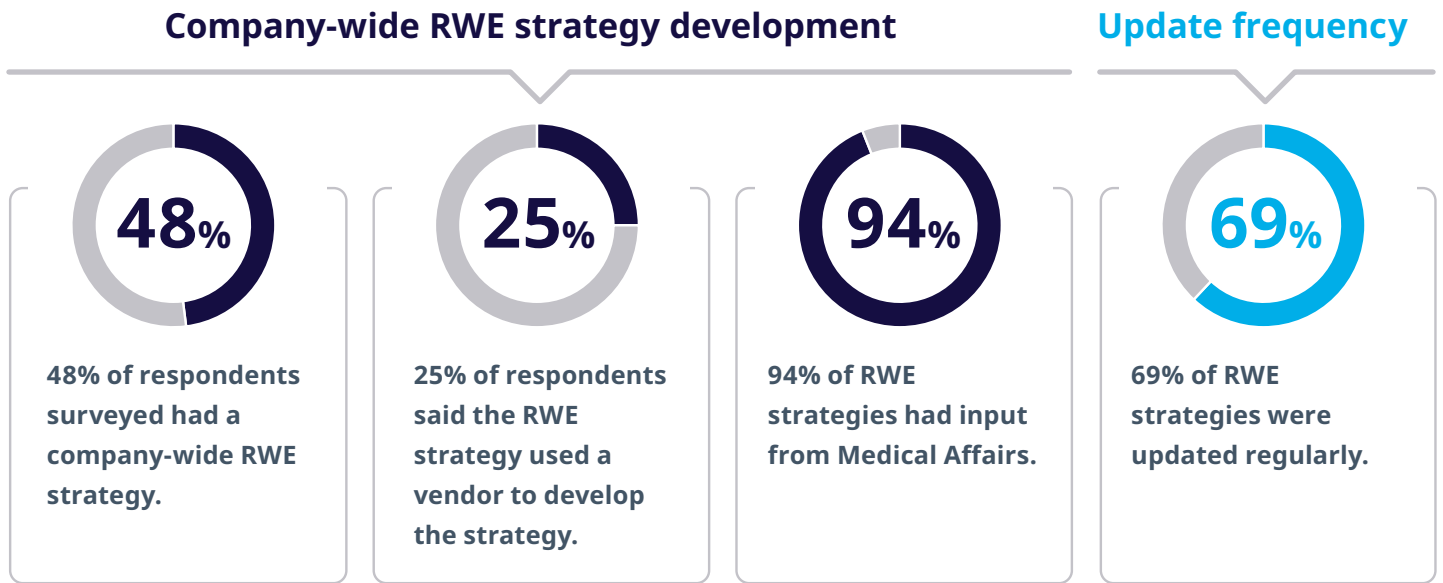 Company-wide RWE strategy development
Update frequency
48%
25%
94%
69%
48% of respondents
surveyed had a
company-wide RWE
strategy.
25% of respondents
said the RWE
strategy used a
vendor to develop
the strategy.
94% of RWE
strategies had input
from Medical Affairs.
69% of RWE
strategies were
updated regularly.